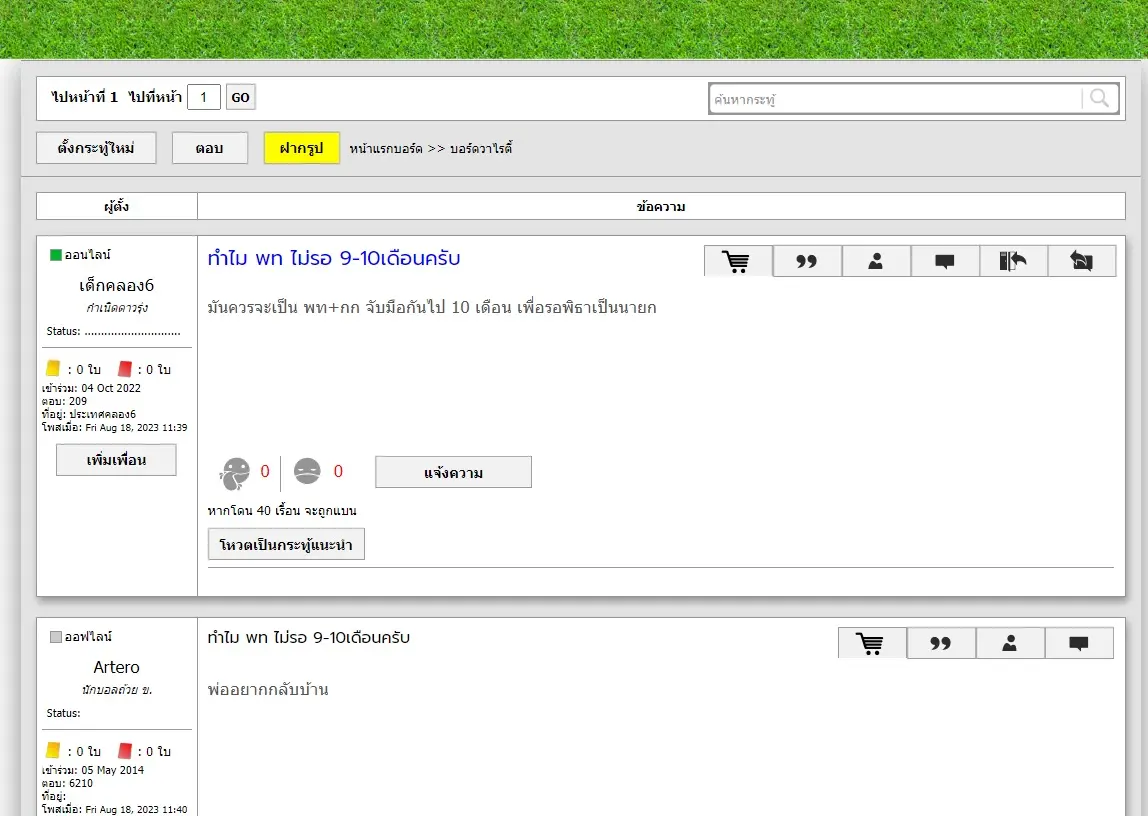 ไปหน้าที่ 1 ไปที่หน้า 1 GO
ค้นหากระทู้
ตั้งกระทู้ใหม่ ตอบ ฝากรูป หน้าแรกบอร์ด >> บอร์ดวาไรตี้
ผู้ตั้ง ข้อความ
ออนไลน์
เด็กคลอง6
กำเนิดดาวรุ่ง
Status: .............................
: 0 ใบ : 0 ใบ
เข้าร่วม: 04 Oct 2022
ตอบ: 209
ที่อยู่: ประเทศคลอง6
โพสเมื่อ: Fri Aug 18, 2023 11:39
เพิ่มเพื่อน
ทำไม พท ไม่รอ 9-10เดือนครับ
มันควรจะเป็น พท+กก จับมือกันไป 10 เดือน เพื่อรอพิธาเป็นนายก
0 0 แจ้งความ
หากโดน 40 เรื้อน จะถูกแบน
โหวตเป็นกระทู้แนะนำ
ออฟไลน์
Artero
นักบอลถ้วย ข.
Status:
: 0 ใบ : 0 ใบ
เข้าร่วม: 05 May 2014
ตอบ: 6210
ที่อยู่:
โพสเมื่อ: Fri Aug 18, 2023 11:40
ทำไม พท ไม่รอ 9-10เดือนครับ
พ่ออยากกลับบ้าน